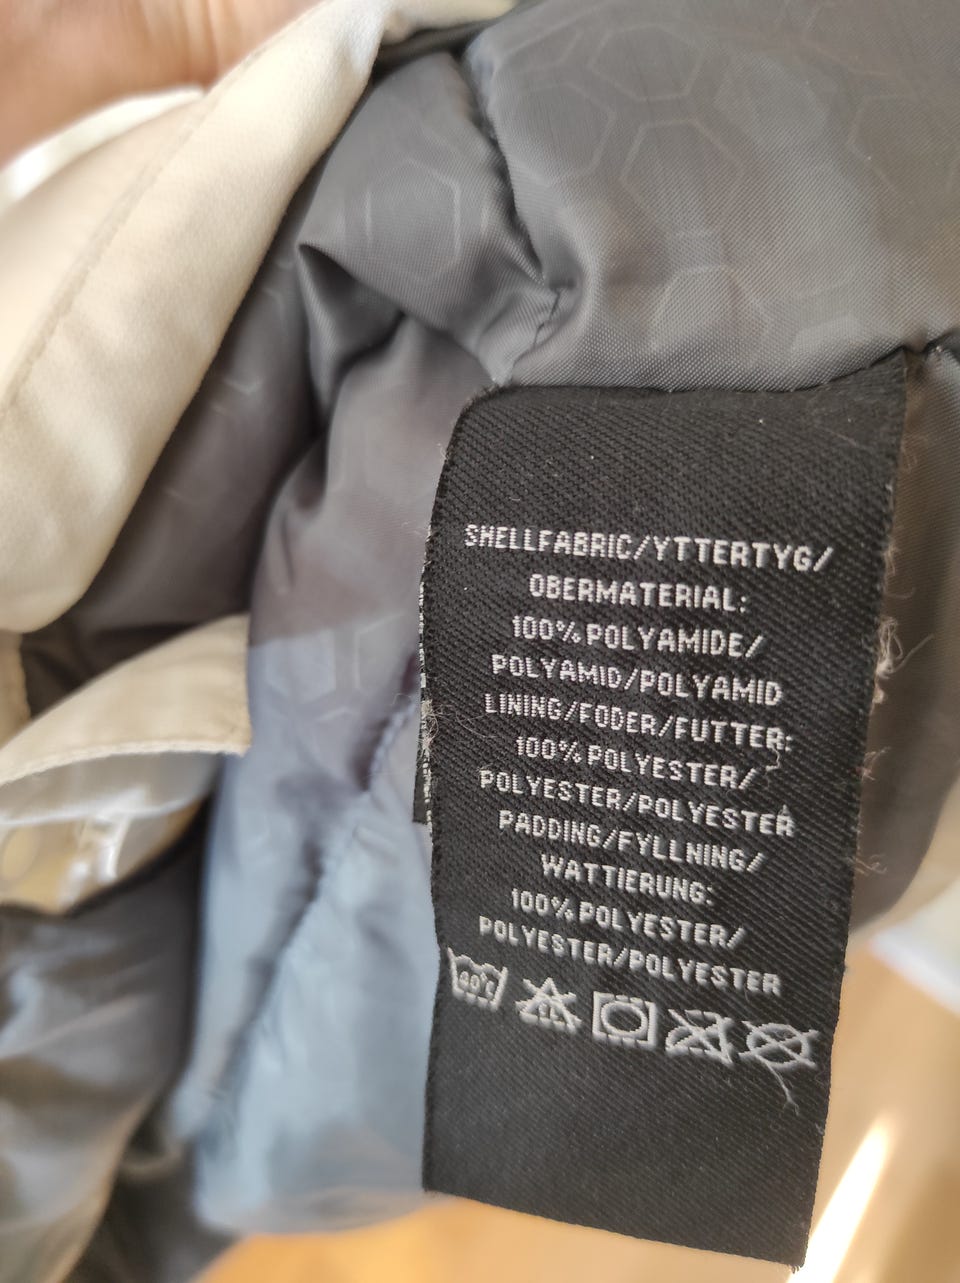 SHELLFABRIC/YTTERTYG/
OBERMATERIAL:
100% POLYAMIDE/
POLYAMID/POLYAMID
LINING/FODER/FUTTER:
100% POLYESTER/
POLYESTER/POLYESTER
PADDING/FYLLNING/
WATTIERUNG:
100% POLYESTER/
POLYESTER/POLYESTER